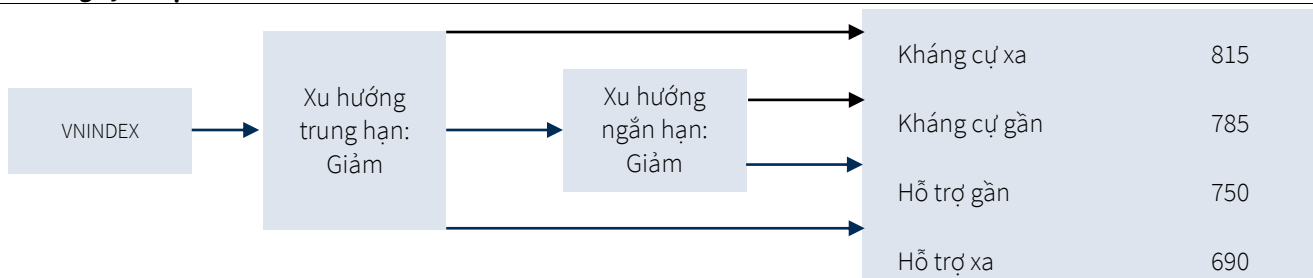 VNINDEX
Xu hướng
trung hạn:
Giảm
Xu hướng
ngắn hạn:
Giảm
Kháng cự xa 815
Kháng cự gần 785
Hỗ trợ gần 750
Hỗ trợ xa 690